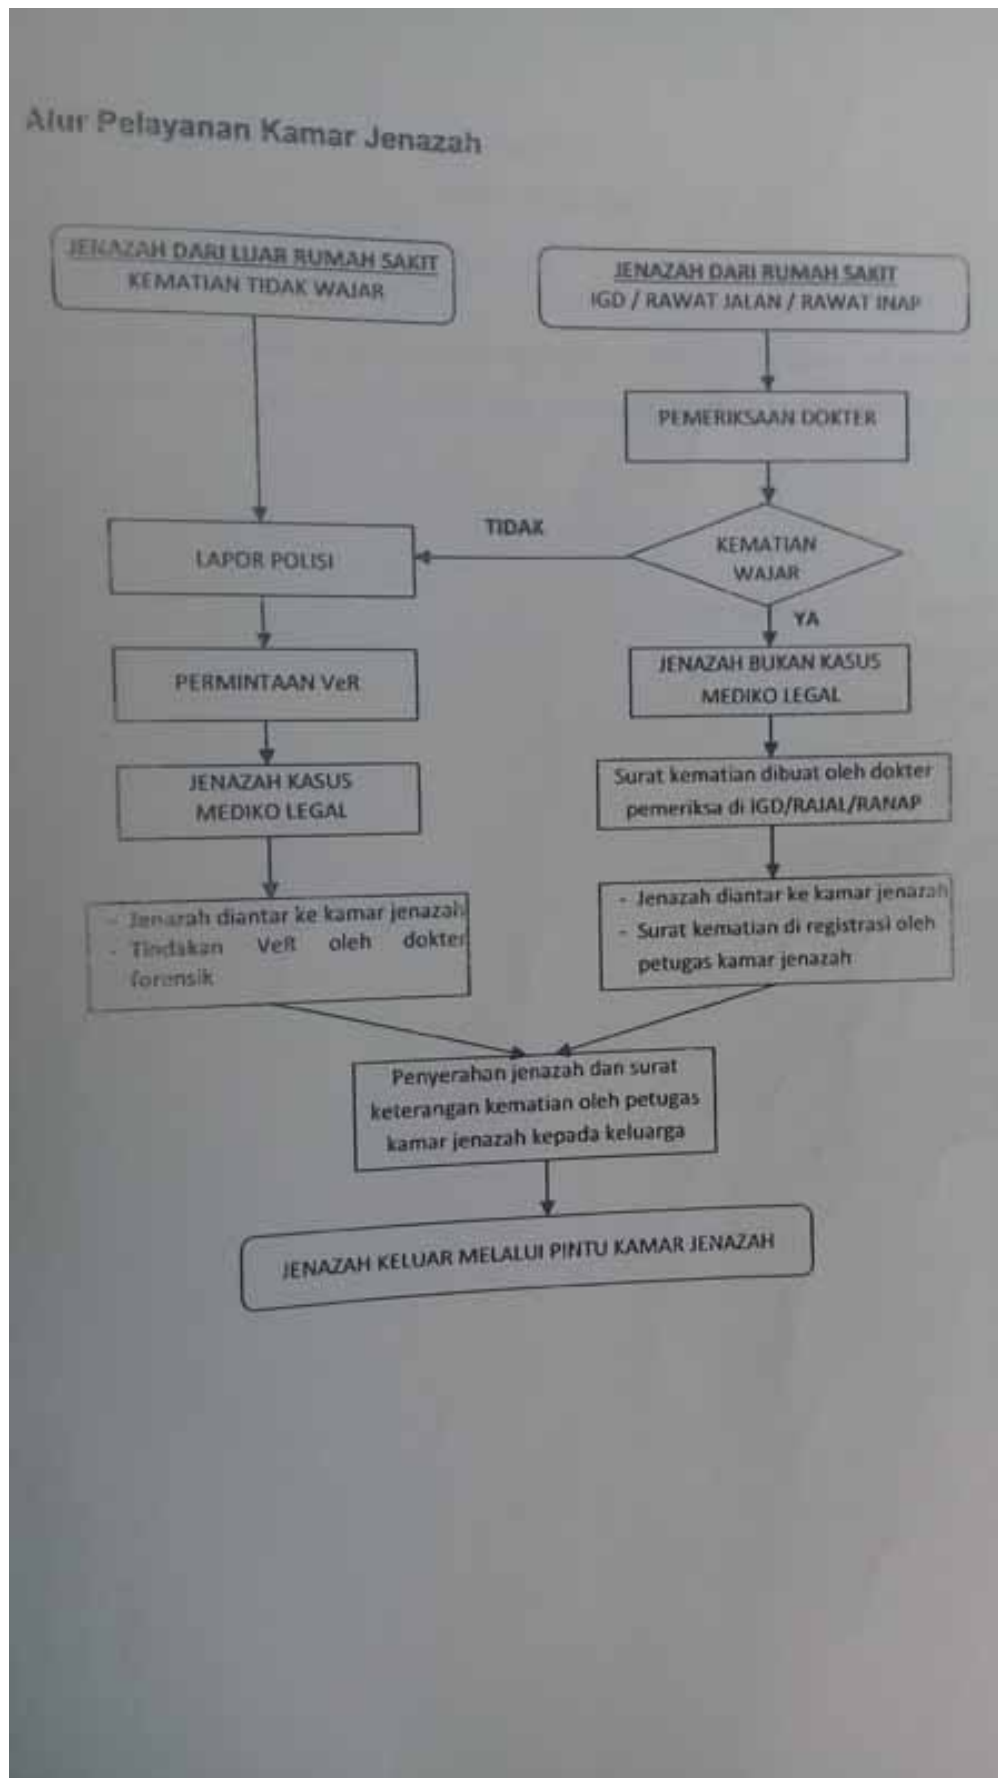 Alur Pelayanan Kamar Jenazah
JENAZAH DARI LUAR RUMAH SAKIT
KEMATIAN TIDAK WAJAR
JENAZAH DARI RUMAH SAKIT
IGD / RAWAT JALAN / RAWAT INAP
PEMERIKSAAN DOKTER
KEMATIAN
WAJAR
TIDAK
YA
LAPOR POLISI
PERMINTAAN VeR
JENAZAH KASUS
MEDIKO LEGAL
- Jenazah diantar ke kamar jenazah
- Tindakan VeR oleh dokter
forensik
JENAZAH BUKAN KASUS
MEDIKO LEGAL
Surat kematian dibuat oleh dokter
pemeriksa di IGD/RAJAL/RANAP
- Jenazah diantar ke kamar jenazah
- Surat kematian di registrasi oleh
petugas kamar jenazah
Penyerahan jenazah dan surat
keterangan kematian oleh petugas
kamar jenazah kepada keluarga
JENAZAH KELUAR MELALUI PINTU KAMAR JENAZAH